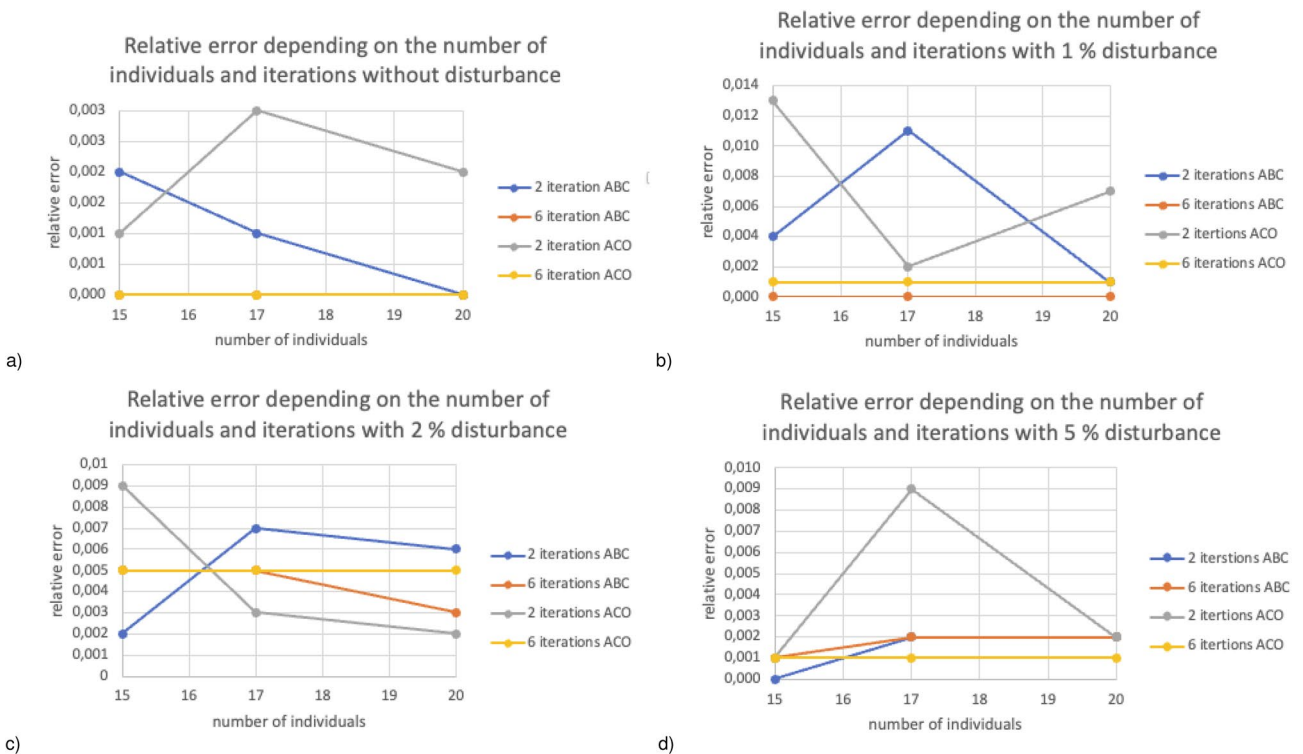 Relative error depending on the number of
individuals and iterations without disturbance
0,003
0,003
0,002
0,002
0,001
0,001
0,000
relative error
15 16 17 18 19 20
number of individuals
2 iteration ABC
6 iteration ABC
2 iteration ACO
6 iteration ACO
a)
Relative error depending on the number of
individuals and iterations with 1 % disturbance
0,014
0,012
0,010
0,008
0,006
0,004
0,002
0,000
relative error
15 16 17 18 19 20
number of individuals
2 iterations ABC
6 iterations ABC
2 itertions ACO
6 iterations ACO
b)
Relative error depending on the number of
individuals and iterations with 2 % disturbance
0,01
0,009
0,008
0,007
0,006
0,005
0,004
0,003
0,002
0,001
0
relative error
15 16 17 18 19 20
number of individuals
2 iterations ABC
6 iterations ABC
2 iterations ACO
6 iterations ACO
c)
Relative error depending on the number of
individuals and iterations with 5 % disturbance
0,010
0,009
0,008
0,007
0,006
0,005
0,004
0,003
0,002
0,001
0,000
relative error
15 16 17 18 19 20
number of individuals
2 iterstions ABC
6 iterations ABC
2 itertions ACO
6 itertions ACO
d)